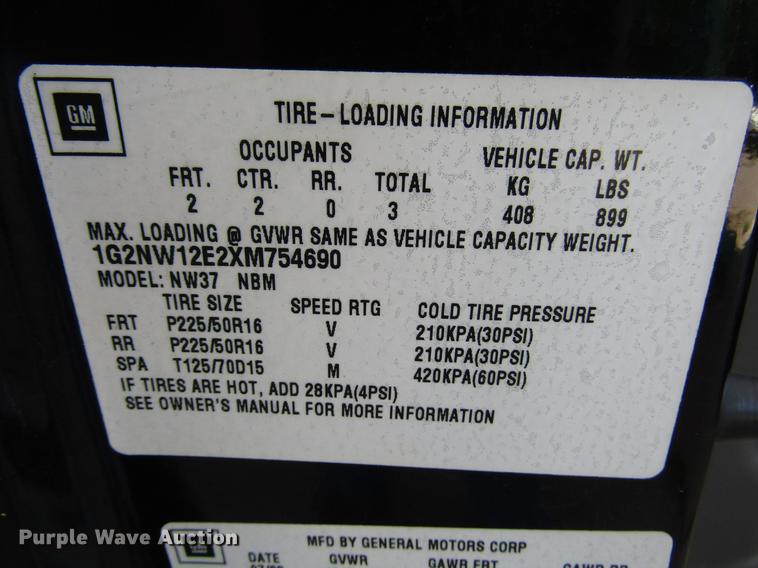 GM
TIRE-LOADING INFORMATION
OCCUPANTS VEHICLE CAP. WT.
FRT. CTR. RR. TOTAL KG LBS
2 2 0 3 408 899
MAX. LOADING @ GVWR SAME AS VEHICLE CAPACITY WEIGHT.
1G2NW12E2XM754690
MODEL: NW37 NBM
TIRE SIZE SPEED RTG COLD TIRE PRESSURE
FRT P225/50R16 V 210KPA(30PSI)
RR P225/50R16 V 210KPA(30PSI)
SPA T125/70D15 M 420KPA(60PSI)
IF TIRES ARE HOT, ADD 28KPA(4PSI)
SEE OWNER'S MANUAL FOR MORE INFORMATION
Purple Wave Auction
MFD BY GENERAL MOTORS CORP
DATE GVWR GAWR FRT GAWR RR